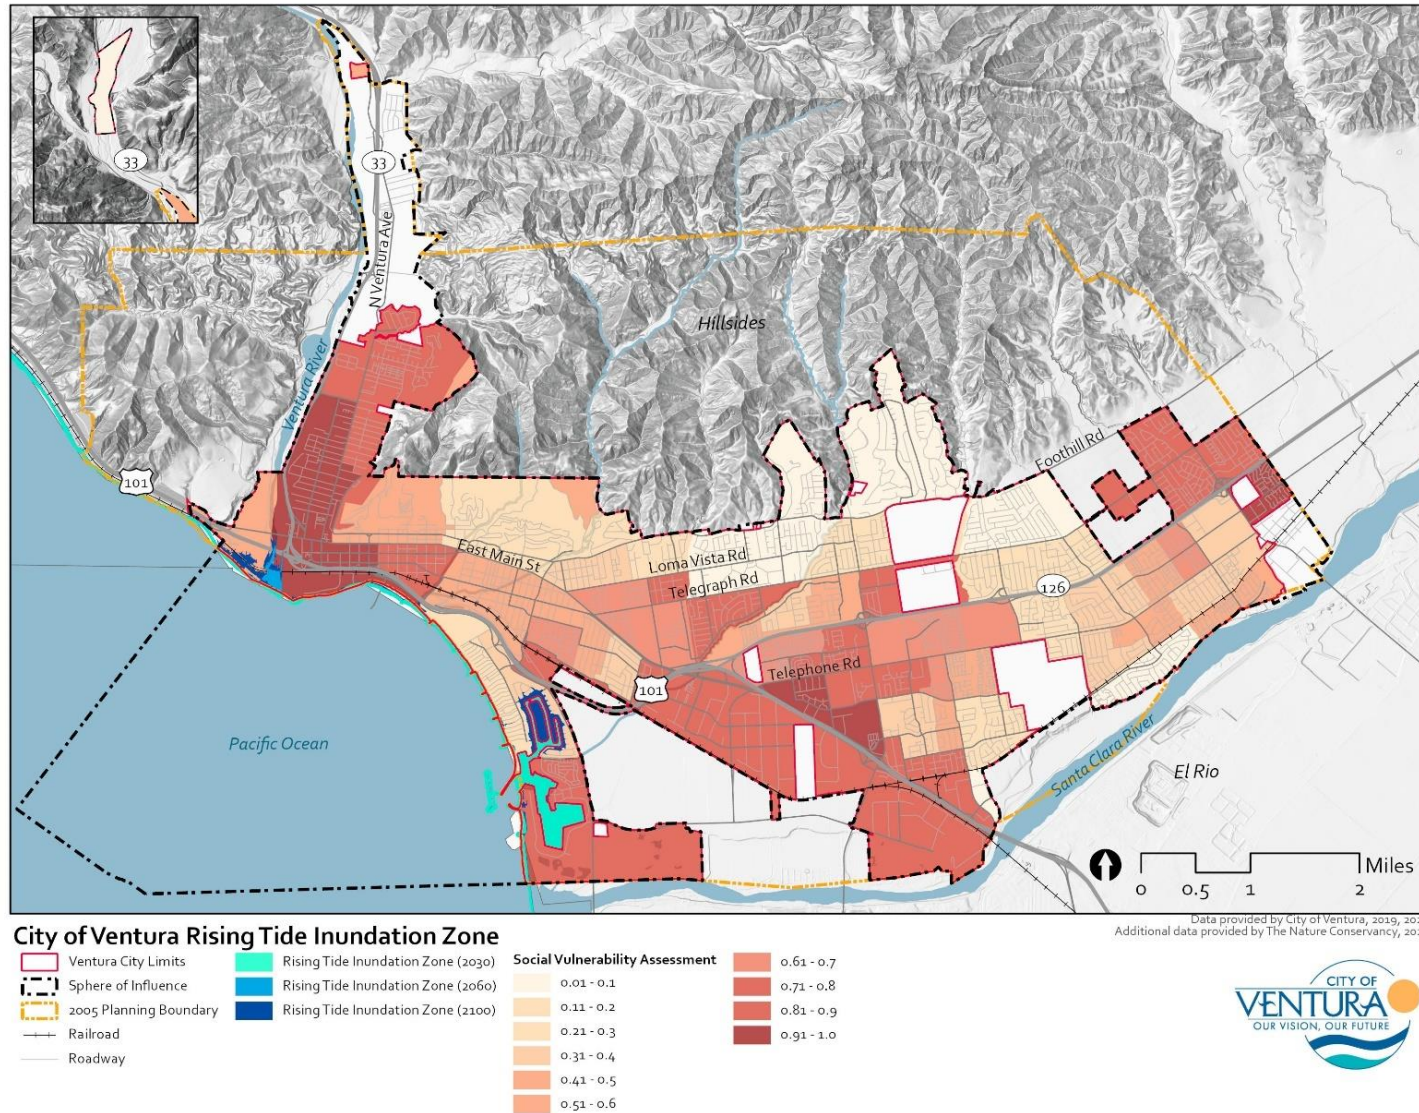 33
33
N Ventura Ave
Hillsides
Ventura River
Foothill Rd
101
East Main St
Loma Vista Rd
Telegraph Rd
126
Telephone Rd
101
Pacific Ocean
Santa Clara River
El Rio
0 0.5 1 2 Miles
Data provided by City of Ventura, 2019,
Additional data provided by The Nature Conservancy,
City of Ventura Rising Tide Inundation Zone
Ventura City Limits
Sphere of Influence
2005 Planning Boundary
Railroad
Roadway
Rising Tide Inundation Zone (2030)
Rising Tide Inundation Zone (2060)
Rising Tide Inundation Zone (2100)
Social Vulnerability Assessment
0.01 - 0.1
0.11 - 0.2
0.21 - 0.3
0.31 - 0.4
0.41 - 0.5
0.51 - 0.6
0.61 - 0.7
0.71 - 0.8
0.81 - 0.9
0.91 - 1.0
CITY OF
VENTURA
OUR VISION, OUR FUTURE